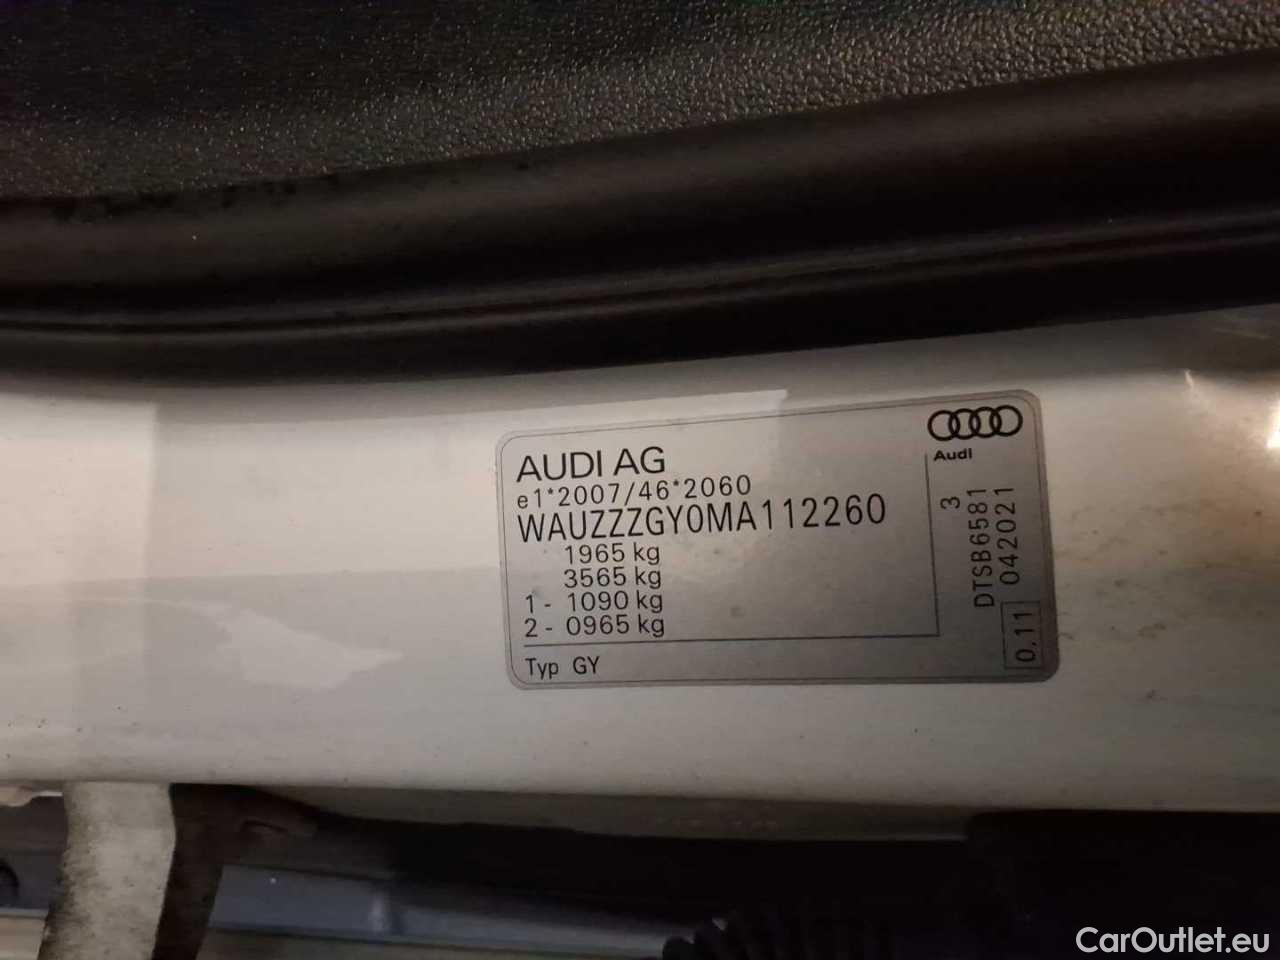 AUDI AG
e1*2007/46*2060
WAUZZZGY0MA112260
1965 kg
3565 kg
1 - 1090 kg
2 - 0965 kg
Typ GY
Audi
3
DTSB6581
042021
0,11
CarOutlet.eu